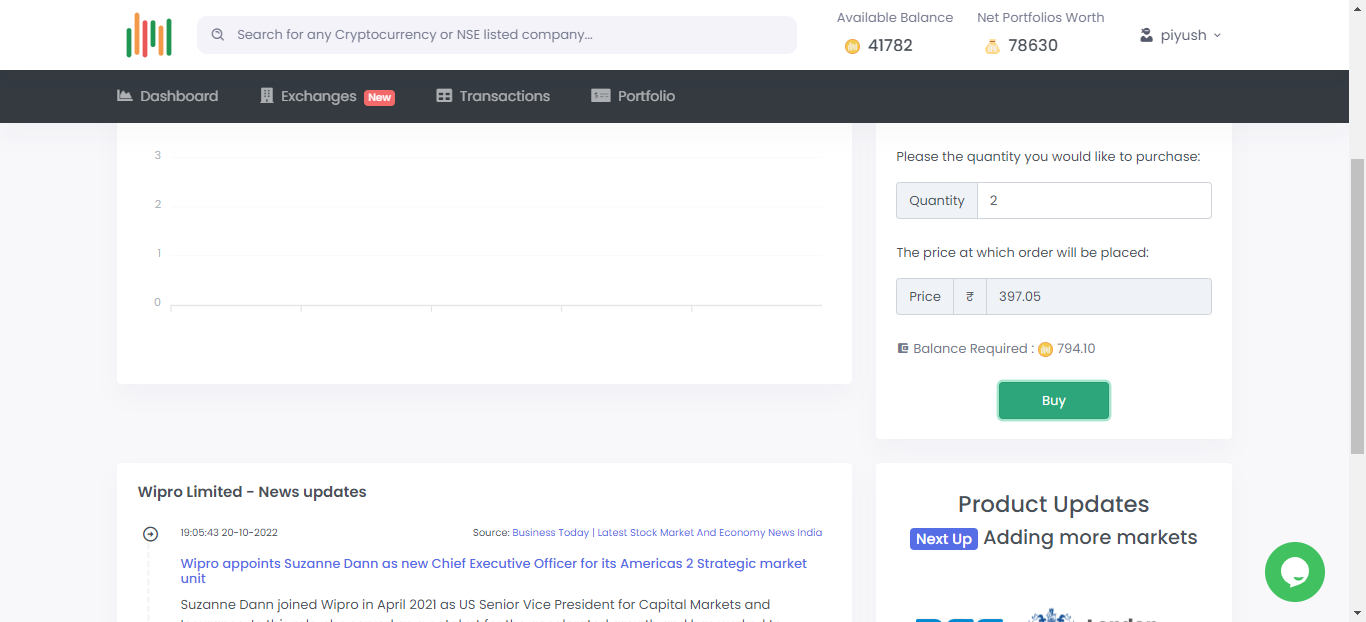 Search for any Cryptocurrency or NSE listed company...
Available Balance
41782
Net Portfolios Worth
78630
piyush
Dashboard
Exchanges New
Transactions
Portfolio
3
2
1
0
Please the quantity you would like to purchase:
Quantity 2
The price at which order will be placed:
Price ₹ 397.05
Balance Required : 794.10
Buy
Wipro Limited - News updates
19:05:43 20-10-2022 Source: Business Today | Latest Stock Market And Economy News India
Wipro appoints Suzanne Dann as new Chief Executive Officer for its Americas 2 Strategic market
unit
Suzanne Dann joined Wipro in April 2021 as US Senior Vice President for Capital Markets and
Product Updates
Next Up Adding more markets